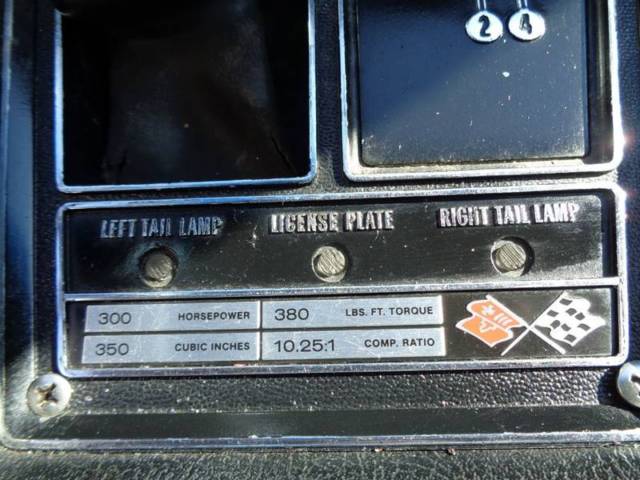 2 4
LEFT TAIL LAMP LICENSE PLATE RIGHT TAIL LAMP
300 HORSEPOWER 380 LBS. FT. TORQUE
350 CUBIC INCHES 10.25:1 COMP. RATIO